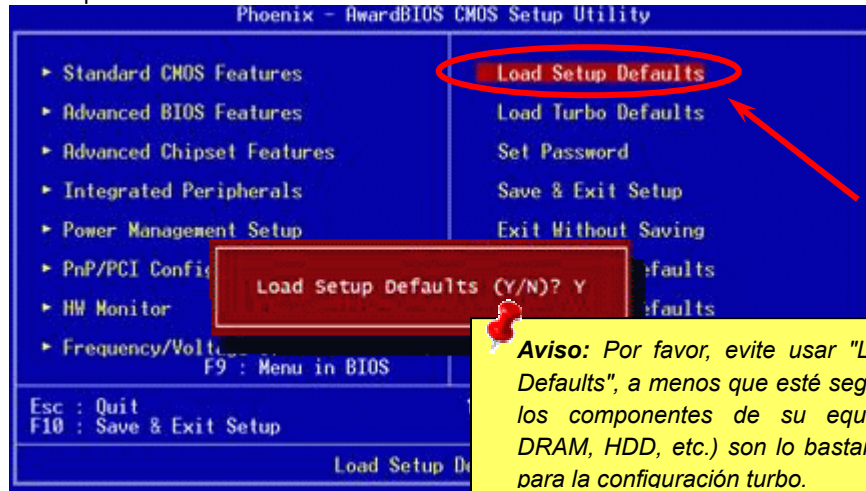 Phoenix - AwardBIOS CMOS Setup Utility
▸ Standard CMOS Features
▸ Advanced BIOS Features
▸ Advanced Chipset Features
▸ Integrated Peripherals
▸ Power Management Setup
▸ PnP/PCI
▸ HW Monitor
▸
Load Setup Defaults
Load Turbo Defaults
Set Password
Save & Exit Setup
Exit Without Saving
efaults
efaults
Load Setup Defaults (Y/N)? Y
F9 : Menu in BIOS
Esc : Quit
F10 : Save & Exit Setup
Load Setup
Aviso: Por favor, evite usar "L
Defaults", a menos que esté seg
los componentes de su equ
DRAM, HDD, etc.) son lo bastan
para la configuración turbo.